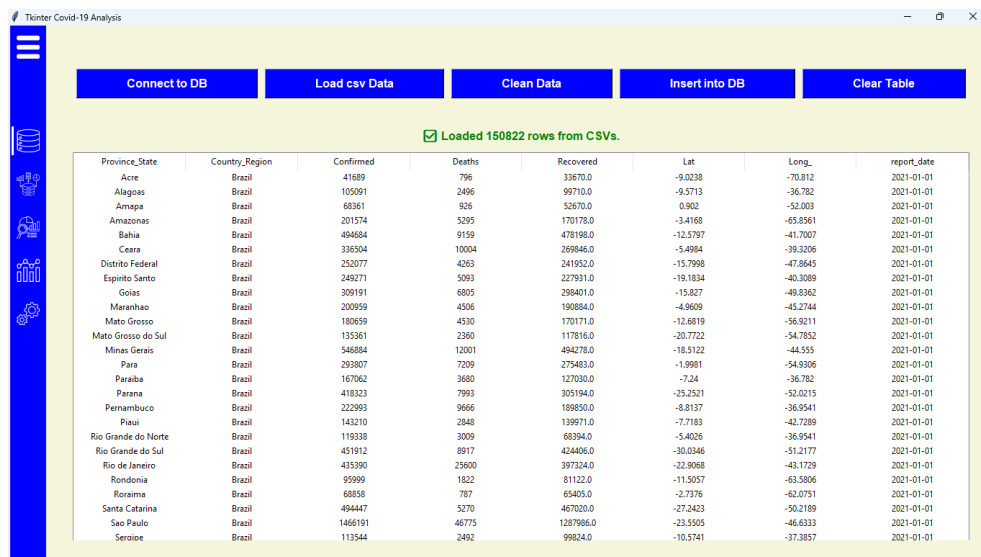 Tkinter Covid-19 Analysis
Connect to DB Load csv Data Clean Data Insert into DB Clear Table
Loaded 150822 rows from CSVs.
Province_State Country_Region Confirmed Deaths Recovered Lat Long_ report_date
Acre Brazil 41689 796 33670.0 -9.0238 -70.812 2021-01-01
Alagoas Brazil 105091 2496 99710.0 -9.5713 -36.782 2021-01-01
Amapa Brazil 68361 926 52670.0 0.902 -52.003 2021-01-01
Amazonas Brazil 201574 5295 170178.0 -3.4168 -65.8561 2021-01-01
Bahia Brazil 494684 9159 478198.0 -12.5797 -41.7007 2021-01-01
Ceara Brazil 336504 10004 269846.0 -5.4984 -39.3206 2021-01-01
Distrito Federal Brazil 252077 4263 241952.0 -15.7998 -47.8645 2021-01-01
Espirito Santo Brazil 249271 5093 227931.0 -19.1834 -40.3089 2021-01-01
Goias Brazil 309191 6805 298401.0 -15.827 -49.8362 2021-01-01
Maranhao Brazil 200959 4506 190884.0 -4.9609 -45.2744 2021-01-01
Mato Grosso Brazil 180659 4530 170171.0 -12.6819 -56.9211 2021-01-01
Mato Grosso do Sul Brazil 135361 2360 117816.0 -20.7722 -54.7852 2021-01-01
Minas Gerais Brazil 546884 12001 494278.0 -18.5122 -44.555 2021-01-01
Para Brazil 293807 7209 275483.0 -1.9981 -54.9306 2021-01-01
Paraiba Brazil 167062 3680 127030.0 -7.24 -36.782 2021-01-01
Parana Brazil 418323 7993 305194.0 -25.2521 -52.0215 2021-01-01
Pernambuco Brazil 222993 9666 189850.0 -8.8137 -36.9541 2021-01-01
Piaui Brazil 143210 2848 139971.0 -7.7183 -42.7289 2021-01-01
Rio Grande do Norte Brazil 119338 3009 68394.0 -5.4026 -36.9541 2021-01-01
Rio Grande do Sul Brazil 451912 8917 424406.0 -30.0346 -51.2177 2021-01-01
Rio de Janeiro Brazil 435390 25600 397324.0 -22.9068 -43.1729 2021-01-01
Rondonia Brazil 95999 1822 81122.0 -11.5057 -63.5806 2021-01-01
Roraima Brazil 68858 787 65405.0 -2.7376 -62.0751 2021-01-01
Santa Catarina Brazil 494447 5270 467020.0 -27.2423 -50.2189 2021-01-01
Sao Paulo Brazil 1466191 46775 1287986.0 -23.5505 -46.6333 2021-01-01
Sergipe Brazil 113544 2492 99824.0 -10.5741 -37.3857 2021-01-01